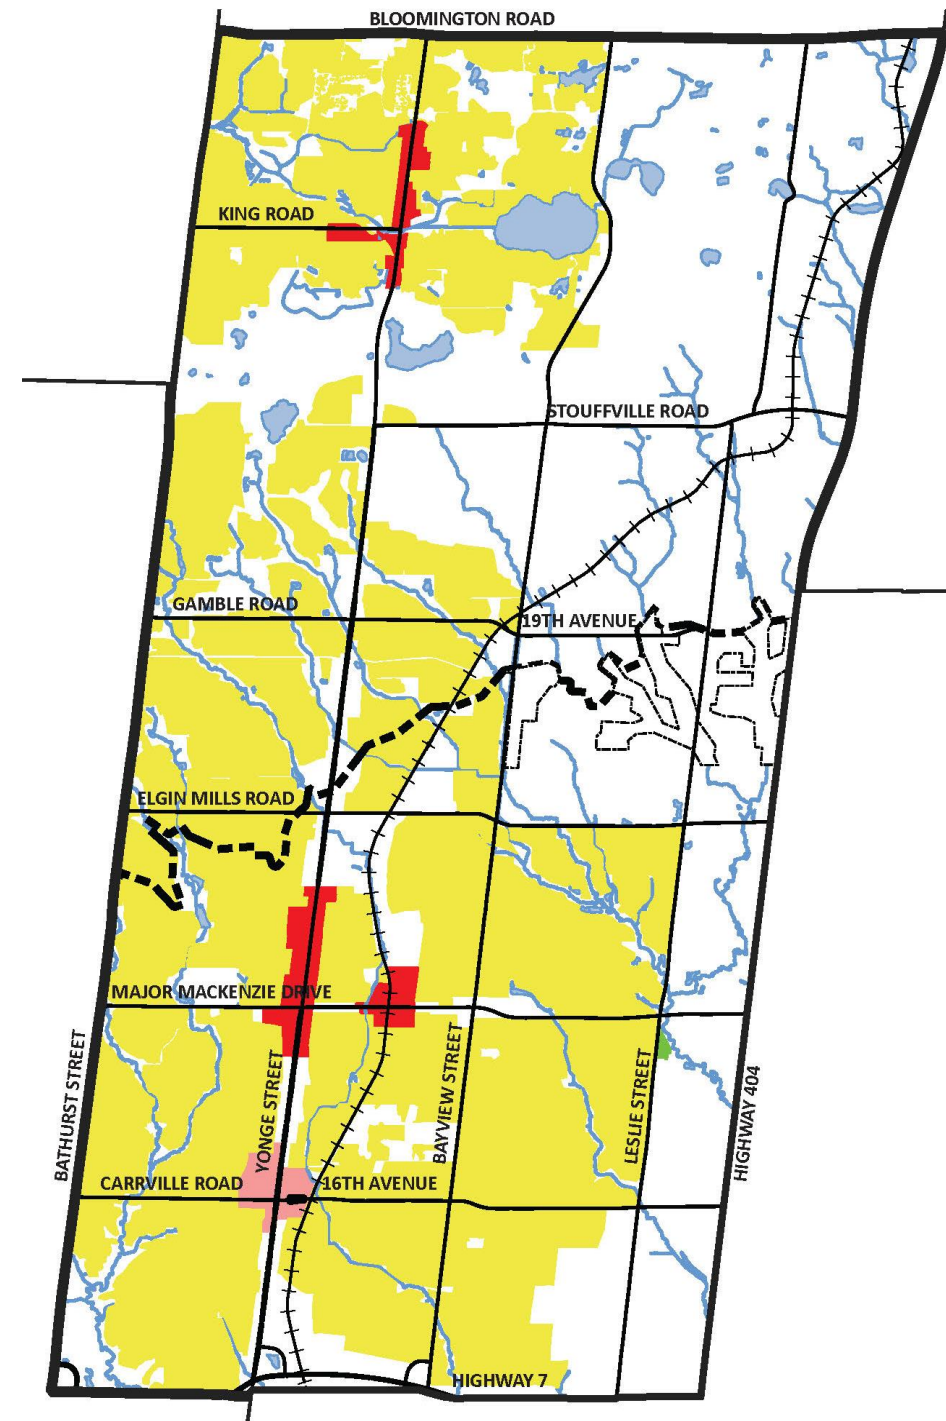 BLOOMINGTON ROAD
KING ROAD
STOUFFVILLE ROAD
GAMBLE ROAD
19TH AVENUE
ELGIN MILLS ROAD
MAJOR MACKENZIE DRIVE
BATHURST STREET
YONGE STREET
BAYVIEW STREET
LESLIE STREET
HIGHWAY 404
CARRVILLE ROAD
16TH AVENUE
HIGHWAY 7